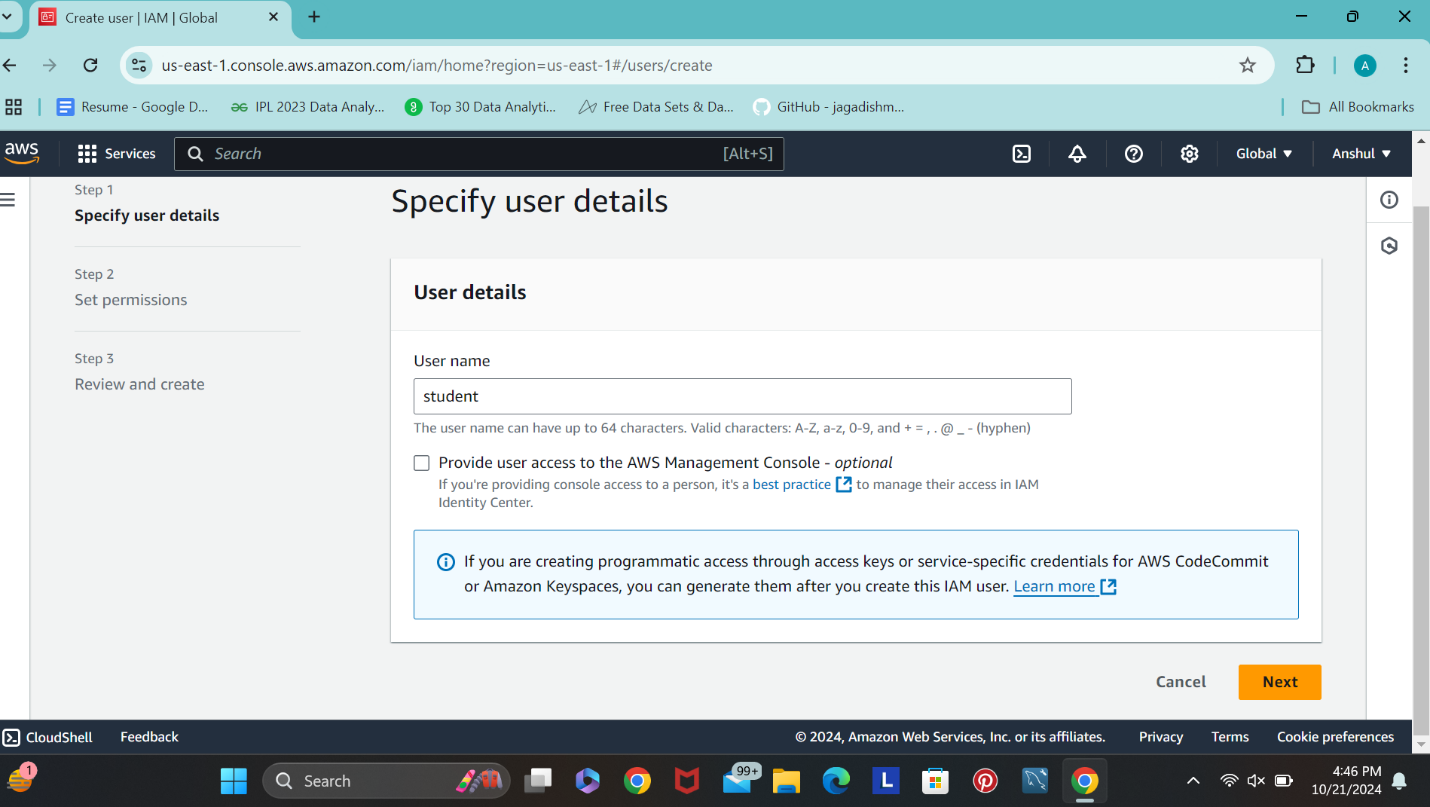 Create user | IAM | Global
us-east-1.console.aws.amazon.com/iam/home?region=us-east-1#/users/create
A
Resume - Google D...
IPL 2023 Data Analy...
Top 30 Data Analyti...
Free Data Sets & Da...
GitHub - jagadishm...
All Bookmarks
aws
Services
Search
[Alt+S]
Global
Anshul
Step 1
Specify user details
Step 2
Set permissions
Step 3
Review and create
Specify user details
User details
User name
student
The user name can have up to 64 characters. Valid characters: A-Z, a-z, 0-9, and + = , . @ _ - (hyphen)
Provide user access to the AWS Management Console - optional
If you're providing console access to a person, it's a best practice to manage their access in IAM
Identity Center.
If you are creating programmatic access through access keys or service-specific credentials for AWS CodeCommit
or Amazon Keyspaces, you can generate them after you create this IAM user. Learn more
Cancel
Next
CloudShell
Feedback
© 2024, Amazon Web Services, Inc. or its affiliates.
Privacy
Terms
Cookie preferences
1
Search
99+
L
4:46 PM
10/21/2024